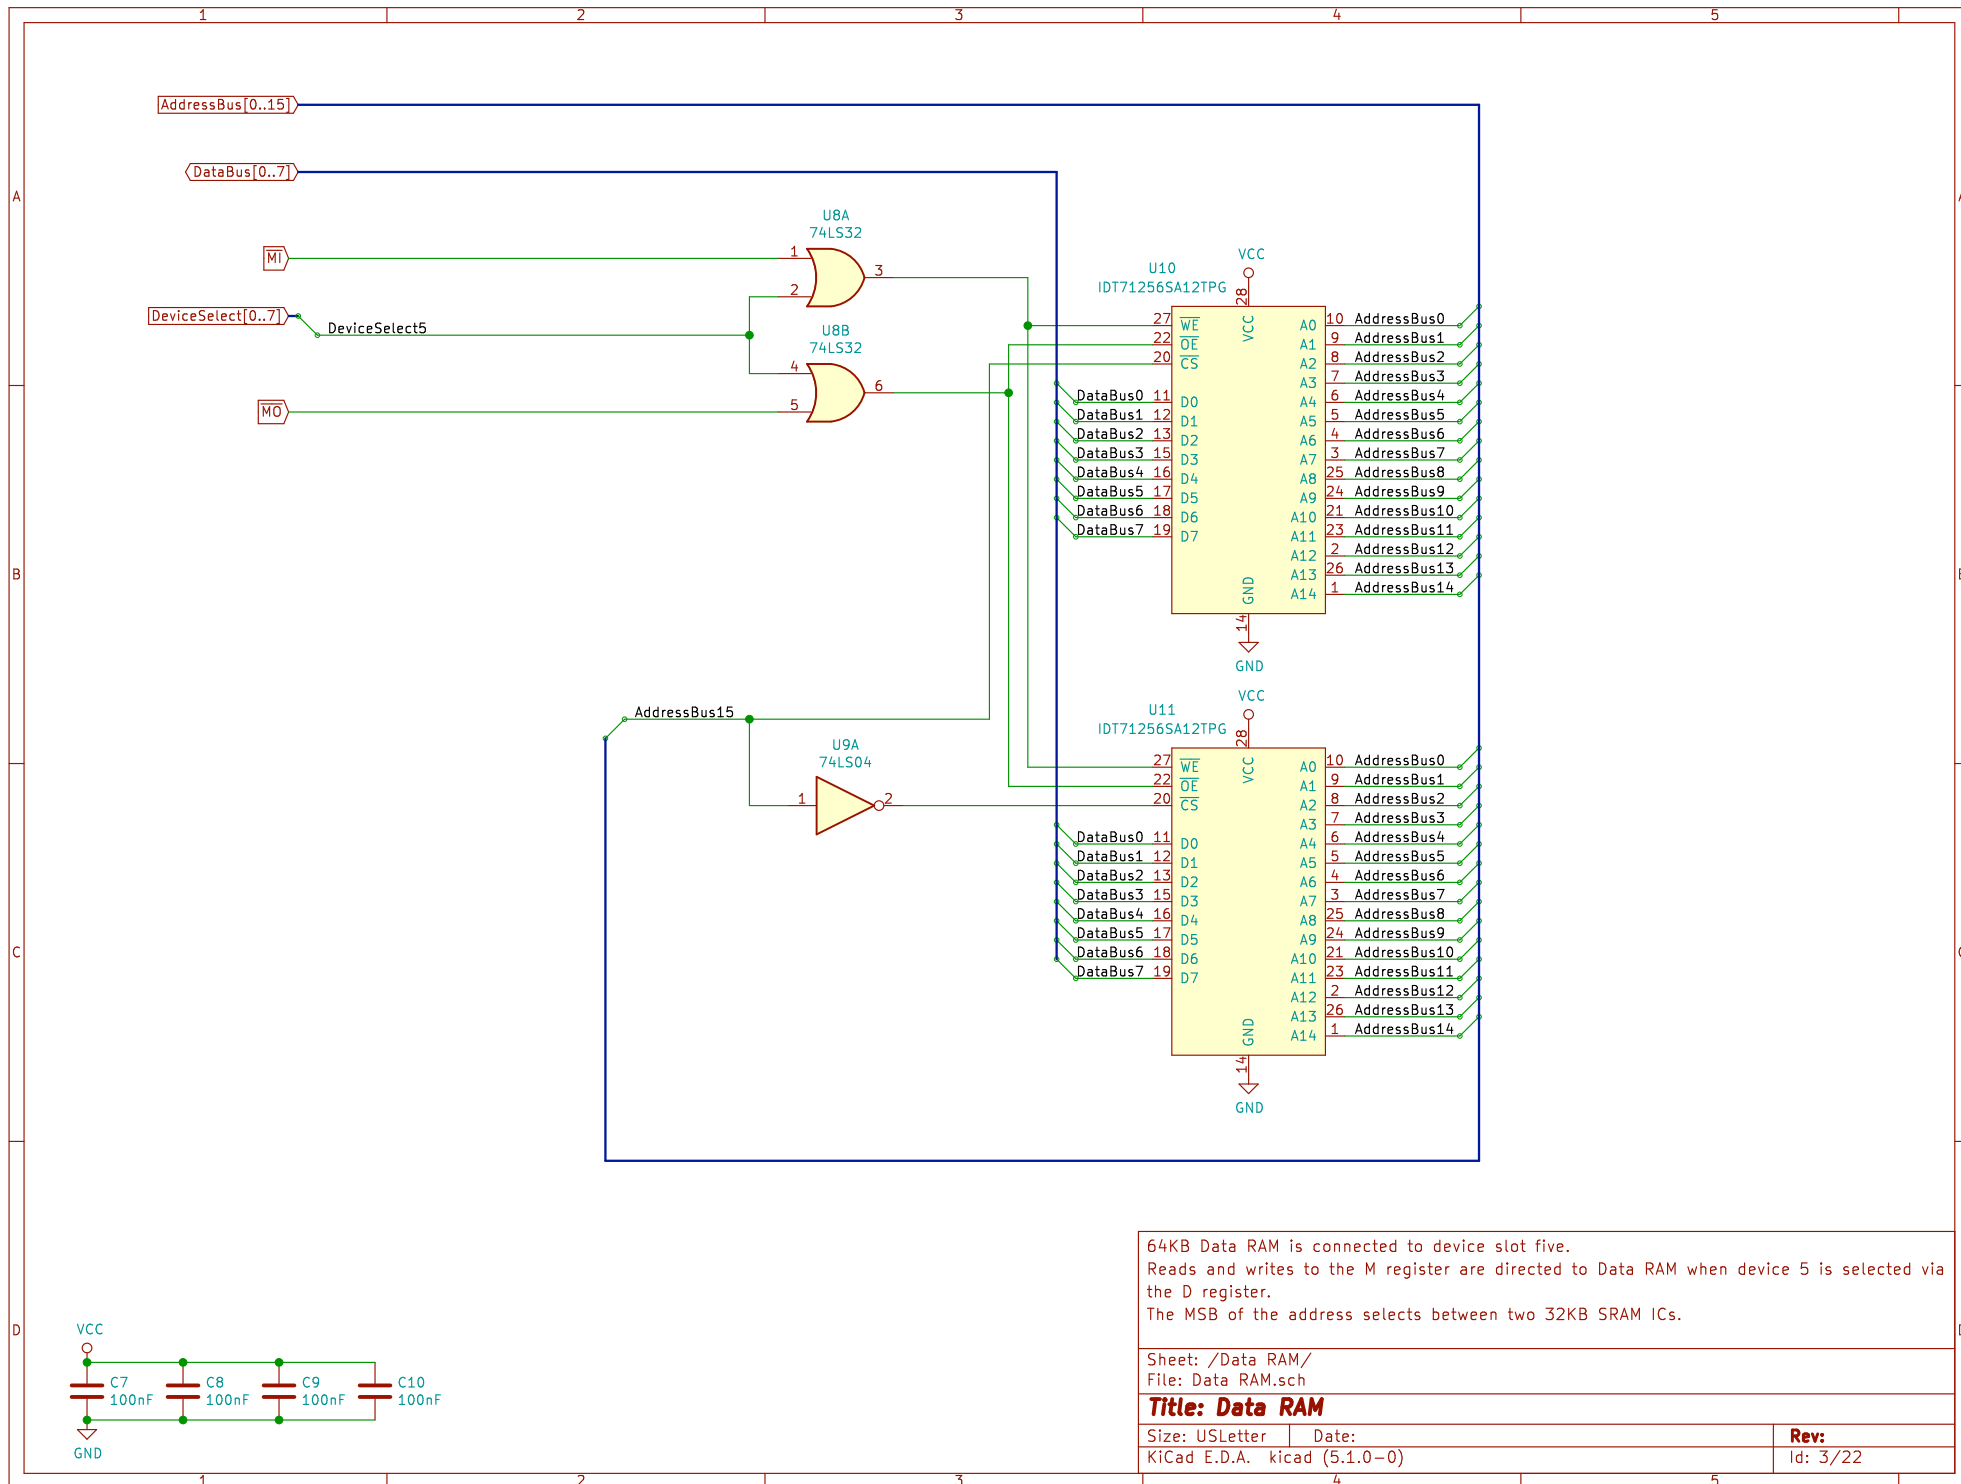 1 2 3 4 5
AddressBus[0..15]
DataBus[0..7]
A
U8A
74LS32
MI
1
2
3
DeviceSelect[0..7]
DeviceSelect5
U8B
74LS32
4
5
6
MO
VCC
U10
IDT71256SA12TPG
28
VCC
27 WE A0 10 AddressBus0
22 OE A1 9 AddressBus1
20 CS A2 8 AddressBus2
A3 7 AddressBus3
DataBus0 11 D0 A4 6 AddressBus4
DataBus1 12 D1 A5 5 AddressBus5
DataBus2 13 D2 A6 4 AddressBus6
DataBus3 15 D3 A7 3 AddressBus7
DataBus4 16 D4 A8 25 AddressBus8
DataBus5 17 D5 A9 24 AddressBus9
DataBus6 18 D6 A10 21 AddressBus10
DataBus7 19 D7 A11 23 AddressBus11
A12 2 AddressBus12
B
A13 26 AddressBus13
A14 1 AddressBus14
GND
14
GND
AddressBus15
U9A
74LS04
1
2
VCC
U11
IDT71256SA12TPG
28
VCC
27 WE A0 10 AddressBus0
22 OE A1 9 AddressBus1
20 CS A2 8 AddressBus2
A3 7 AddressBus3
DataBus0 11 D0 A4 6 AddressBus4
DataBus1 12 D1 A5 5 AddressBus5
DataBus2 13 D2 A6 4 AddressBus6
DataBus3 15 D3 A7 3 AddressBus7
DataBus4 16 D4 A8 25 AddressBus8
DataBus5 17 D5 A9 24 AddressBus9
DataBus6 18 D6 A10 21 AddressBus10
DataBus7 19 D7 A11 23 AddressBus11
C
A12 2 AddressBus12
A13 26 AddressBus13
A14 1 AddressBus14
GND
14
GND
D
VCC
C7
100nF
C8
100nF
C9
100nF
C10
100nF
GND
64KB Data RAM is connected to device slot five.
Reads and writes to the M register are directed to Data RAM when device 5 is selected via
the D register.
The MSB of the address selects between two 32KB SRAM ICs.
Sheet: /Data RAM/
File: Data RAM.sch
Title: Data RAM
Size: USLetter Date: Rev:
KiCad E.D.A. kicad (5.1.0-0) Id: 3/22
1 2 3 4 5